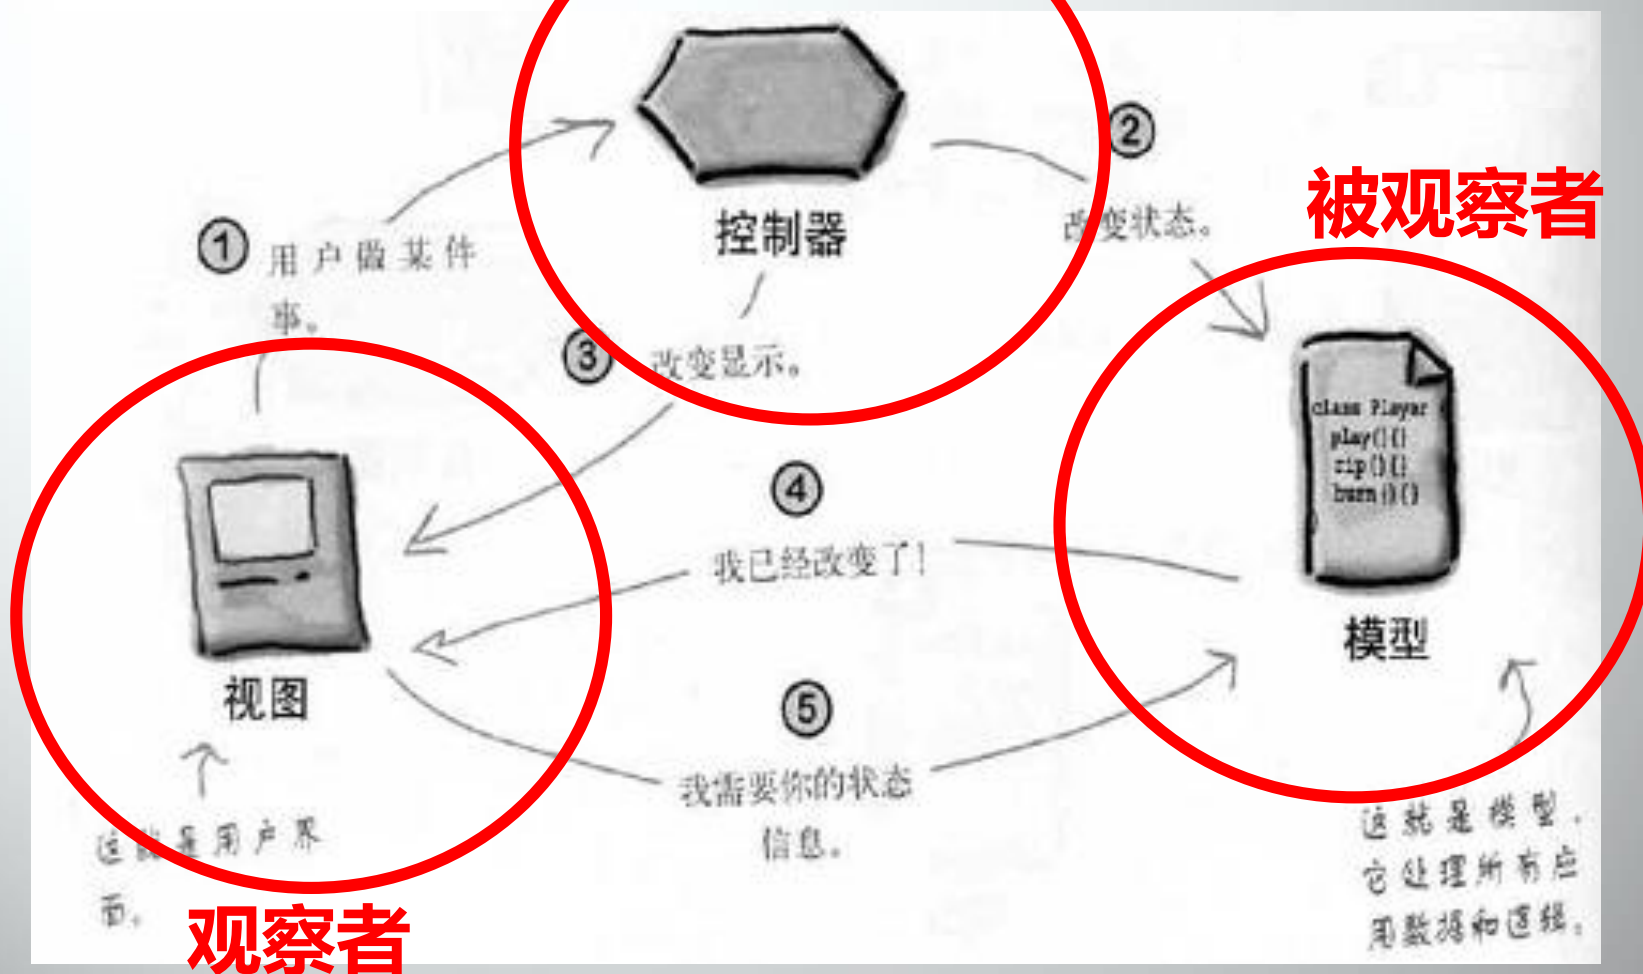 控制器
②
改变状态。
被观察者
①
用户做某件
事。
③
改变显示。
class Player {
play(){}
rip(){}
burn(){}
④
我已经改变了!
模型
视图
⑤
我需要你的状态
信息。
这就是用户界
面。
这就是模型,
它处理所有应
用数据和逻辑。
观察者